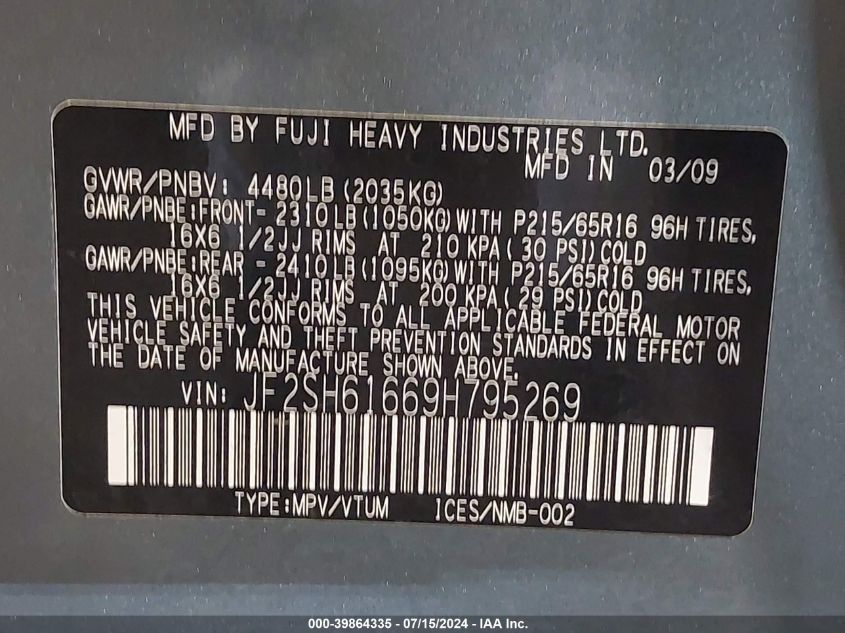 MFD BY FUJI HEAVY INDUSTRIES LTD.
MFD IN 03/09
GVWR/PNBV: 4480LB (2035KG)
GAWR/PNBE:FRONT- 2310LB(1050KG)WITH P215/65R16 96H TIRES,
16X6 1/2JJ RIMS AT 210 KPA( 30 PSI)COLD
GAWR/PNBE:REAR - 2410LB(1095KG)WITH P215/65R16 96H TIRES,
16X6 1/2JJ RIMS AT 200 KPA( 29 PSI)COLD
THIS VEHICLE CONFORMS TO ALL APPLICABLE FEDERAL MOTOR
VEHICLE SAFETY AND THEFT PREVENTION STANDARDS IN EFFECT ON
THE DATE OF MANUFACTURE SHOWN ABOVE.
VIN: JF2SH61669H795269
TYPE:MPV/VTUM ICES/NMB-002
000-39864335 - 07/15/2024 - IAA Inc.